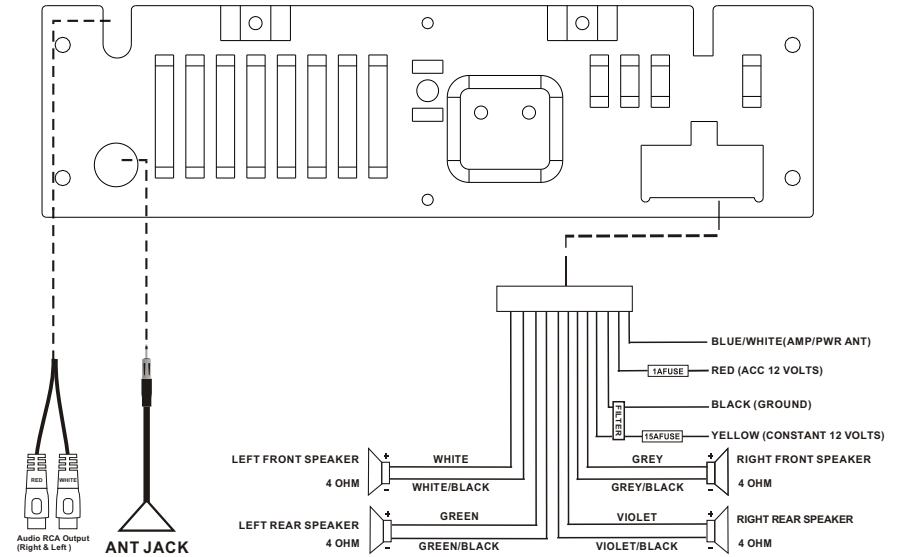 BLUE/WHITE(AMP/PWR ANT)
1AFUSE
RED (ACC 12 VOLTS)
BLACK (GROUND)
FILTER
15AFUSE
YELLOW (CONSTANT 12 VOLTS)
LEFT FRONT SPEAKER
4 OHM
+
−
WHITE
WHITE/BLACK
GREY
GREY/BLACK
+
−
RIGHT FRONT SPEAKER
4 OHM
LEFT REAR SPEAKER
4 OHM
+
−
GREEN
GREEN/BLACK
VIOLET
VIOLET/BLACK
+
−
RIGHT REAR SPEAKER
4 OHM
RED
WHITE
Audio RCA Output
(Right & Left )
ANT JACK